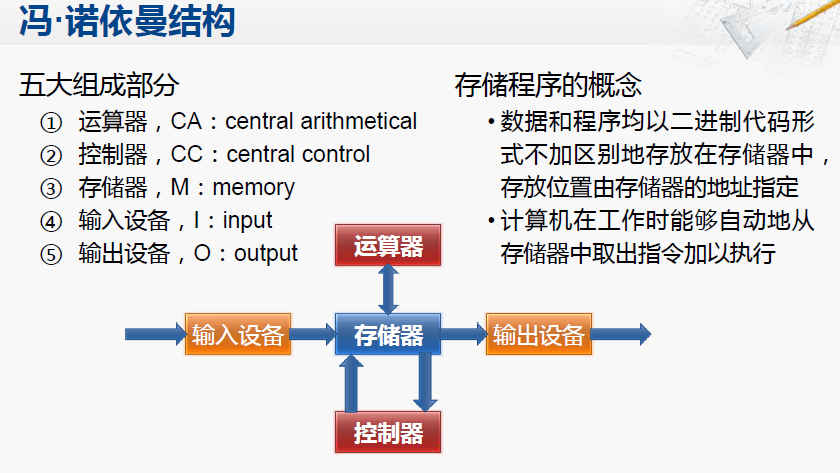 冯·诺依曼结构
五大组成部分
① 运算器，CA：central arithmetical
② 控制器，CC：central control
③ 存储器，M：memory
④ 输入设备，I：input
⑤ 输出设备，O：output
存储程序的概念
•数据和程序均以二进制代码形
式不加区别地存放在存储器中，
存放位置由存储器的地址指定
•计算机在工作时能够自动地从
存储器中取出指令加以执行
运算器
输入设备
存储器
输出设备
控制器